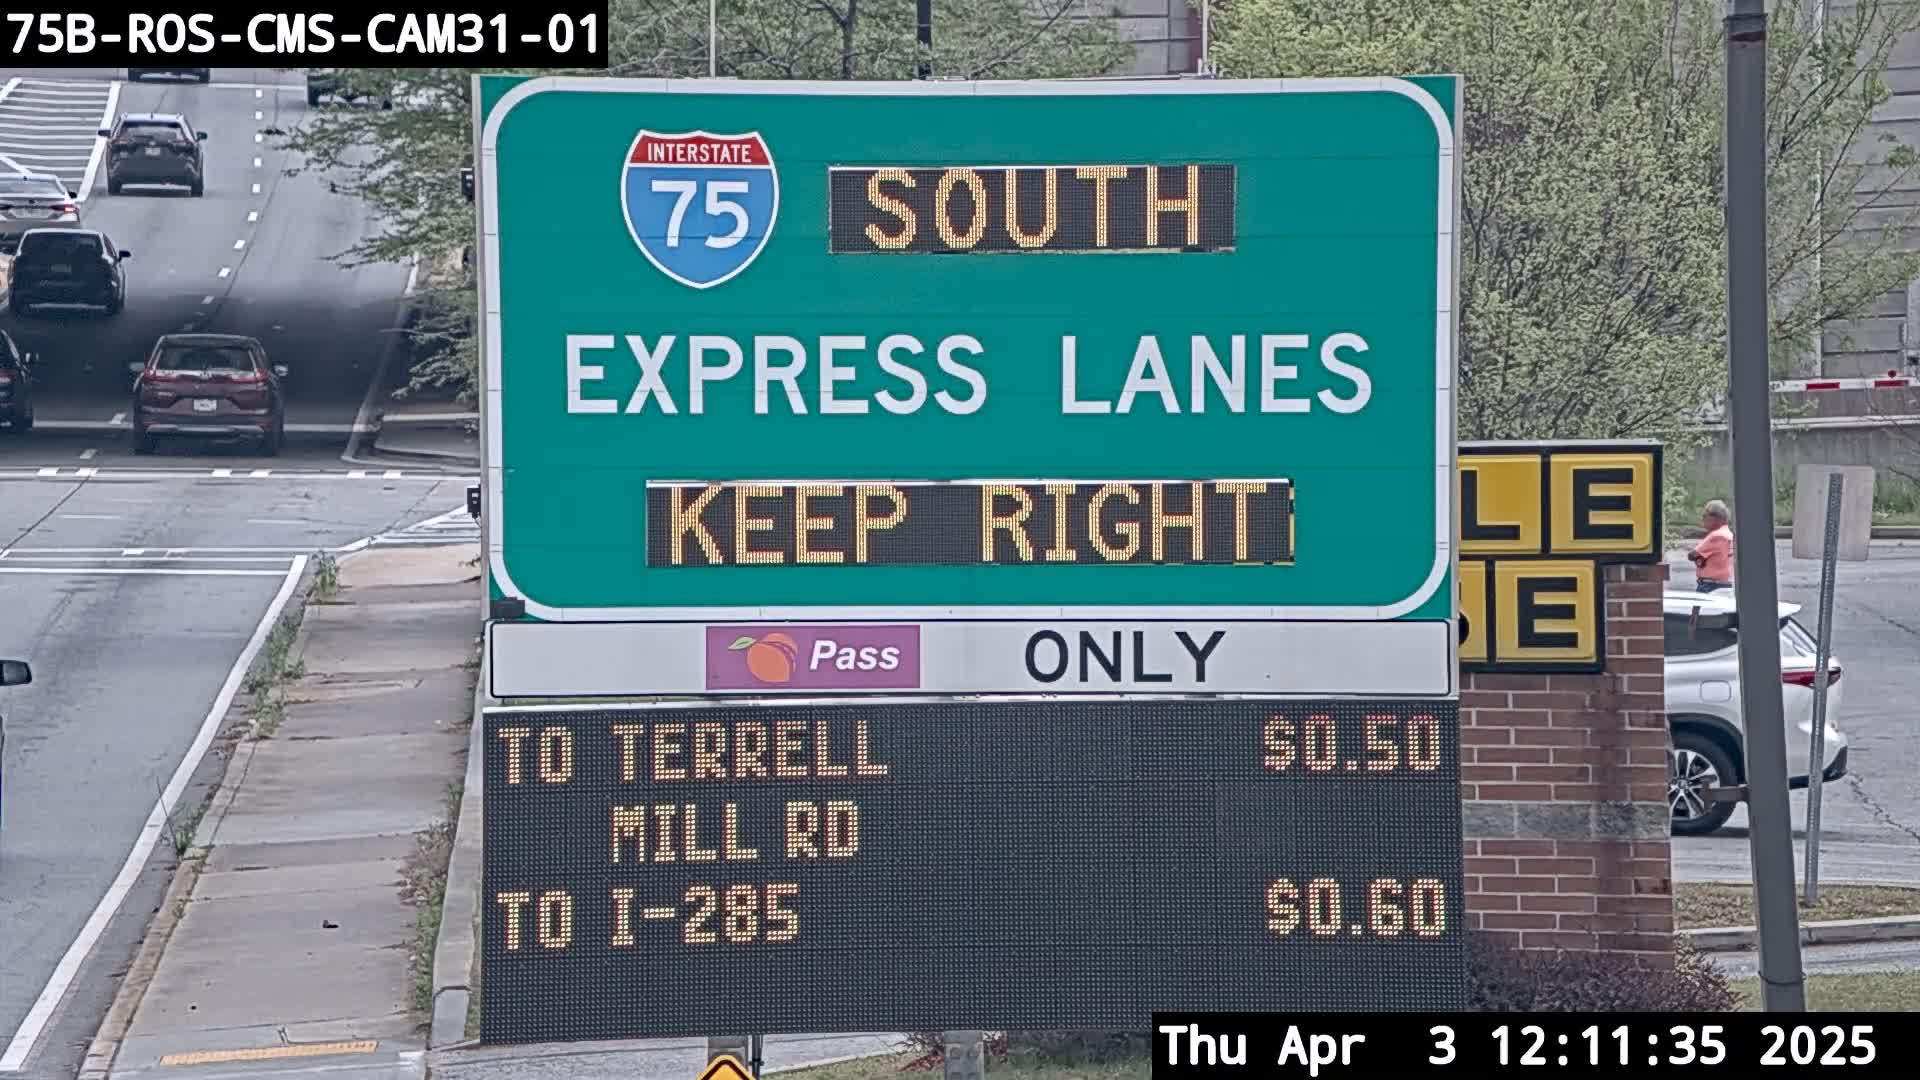 75B-ROS-CMS-CAM31-01
INTERSTATE
75
SOUTH
EXPRESS LANES
KEEP RIGHT
Pass ONLY
TO TERRELL $0.50
MILL RD
TO I-285 $0.60
LE
E
Thu Apr 3 12:11:35 2025